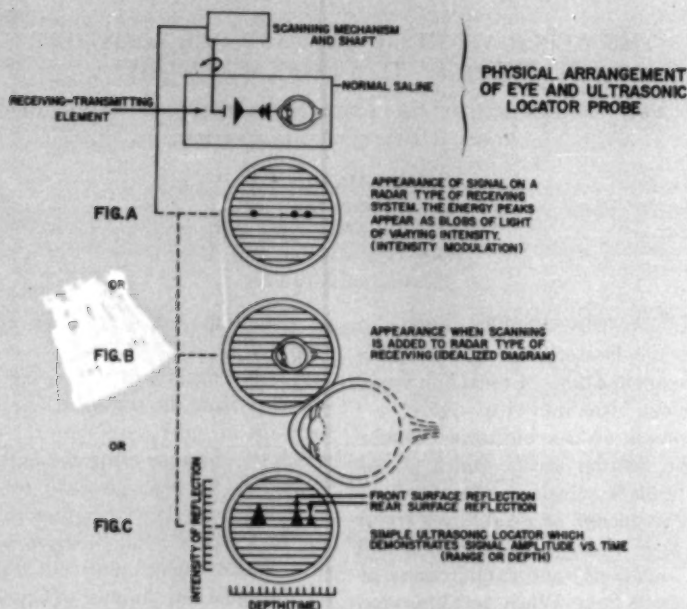 SCANNING MECHANISM
AND SHAFT
NORMAL SALINE
RECEIVING-TRANSMITTING
ELEMENT
PHYSICAL ARRANGEMENT
OF EYE AND ULTRASONIC
LOCATOR PROBE
FIG. A
APPEARANCE OF SIGNAL ON A
RADAR TYPE OF RECEIVING
SYSTEM. THE ENERGY PEAKS
APPEAR AS BLOBS OF LIGHT
OF VARYING INTENSITY.
(INTENSITY MODULATION)
OR
FIG. B
APPEARANCE WHEN SCANNING
IS ADDED TO RADAR TYPE OF
RECEIVING (IDEALIZED DIAGRAM)
OR
FIG. C
INTENSITY OF REFLECTION
FRONT SURFACE REFLECTION
REAR SURFACE REFLECTION
SIMPLE ULTRASONIC LOCATOR WHICH
DEMONSTRATES SIGNAL AMPLITUDE VS. TIME
(RANGE OR DEPTH)
DEPTH (TIME)